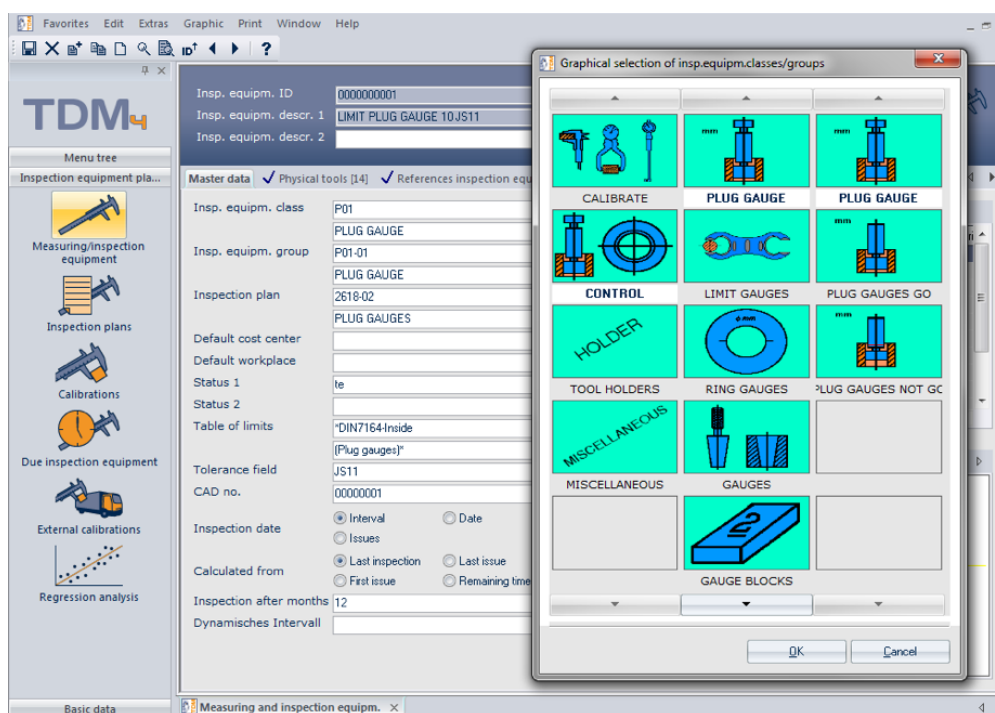 Favorites Edit Extras Graphic Print Window Help
ID ?
TDM4
Menu tree
Inspection equipment pla...
Measuring/inspection
equipment
Inspection plans
Calibrations
Due inspection equipment
External calibrations
Regression analysis
Basic data
Insp. equipm. ID 0000000001
Insp. equipm. descr. 1 LIMIT PLUG GAUGE 10 JS11
Insp. equipm. descr. 2
Master data Physical tools [14] References inspection equ
Insp. equipm. class P01
PLUG GAUGE
Insp. equipm. group P01-01
PLUG GAUGE
Inspection plan 2618-02
PLUG GAUGES
Default cost center
Default workplace
Status 1 te
Status 2
Table of limits "DIN7164-Inside
(Plug gauges)"
Tolerance field JS11
CAD no. 00000001
Inspection date Interval Date
Issues
Calculated from Last inspection Last issue
First issue Remaining time
Inspection after months 12
Dynamisches Intervall
Measuring and inspection equipm.
Graphical selection of insp.equipm.classes/groups
mm mm
CALIBRATE PLUG GAUGE PLUG GAUGE
mm
CONTROL LIMIT GAUGES PLUG GAUGES GO
HOLDER ø mm mm
TOOL HOLDERS RING GAUGES PLUG GAUGES NOT GO
MISCELLANEOUS
MISCELLANEOUS GAUGES
2
GAUGE BLOCKS
OK Cancel